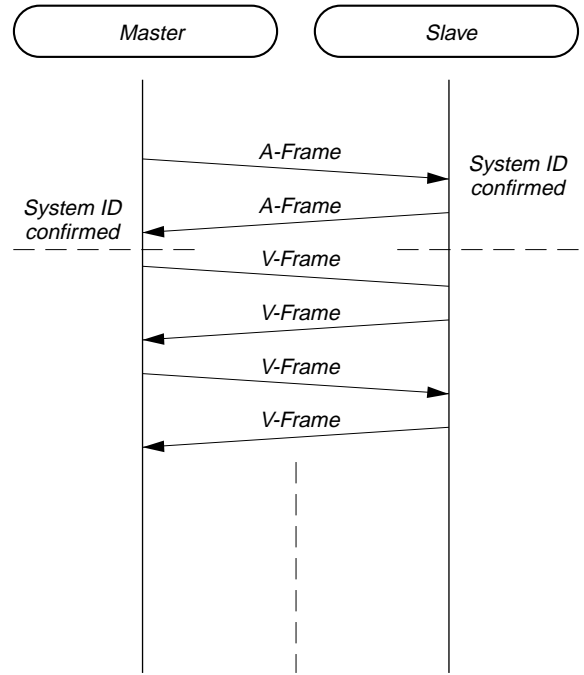 Master
Slave
A-Frame
System ID
confirmed
System ID
confirmed
A-Frame
V-Frame
V-Frame
V-Frame
V-Frame